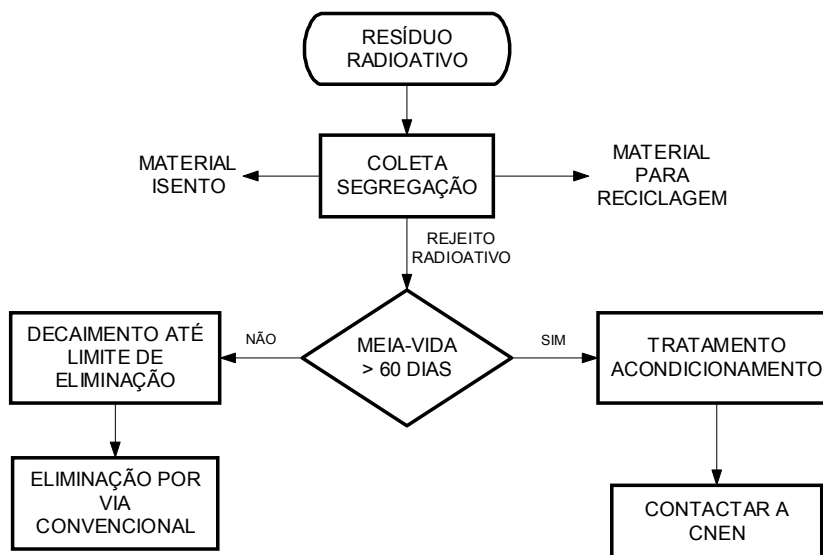 RESÍDUO
RADIOATIVO
MATERIAL
ISENTO
COLETA
SEGREGAÇÃO
MATERIAL
PARA
RECICLAGEM
REJEITO
RADIOATIVO
DECAIMENTO ATÉ
LIMITE DE
ELIMINAÇÃO
NÃO
MEIA-VIDA
> 60 DIAS
SIM
TRATAMENTO
ACONDICIONAMENTO
ELIMINAÇÃO POR
VIA
CONVENCIONAL
CONTACTAR A
CNEN